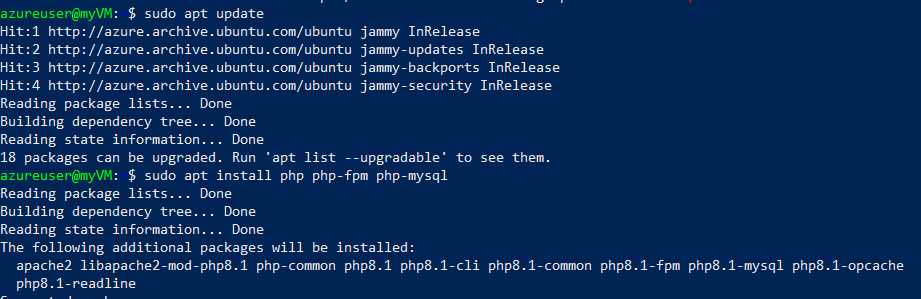 azureuser@myVM:~$ sudo apt update
Hit:1 http://azure.archive.ubuntu.com/ubuntu jammy InRelease
Hit:2 http://azure.archive.ubuntu.com/ubuntu jammy-updates InRelease
Hit:3 http://azure.archive.ubuntu.com/ubuntu jammy-backports InRelease
Hit:4 http://azure.archive.ubuntu.com/ubuntu jammy-security InRelease
Reading package lists... Done
Building dependency tree... Done
Reading state information... Done
18 packages can be upgraded. Run 'apt list --upgradable' to see them.
azureuser@myVM:~$ sudo apt install php php-fpm php-mysql
Reading package lists... Done
Building dependency tree... Done
Reading state information... Done
The following additional packages will be installed:
apache2 libapache2-mod-php8.1 php-common php8.1 php8.1-cli php8.1-common php8.1-fpm php8.1-mysql php8.1-opcache
php8.1-readline